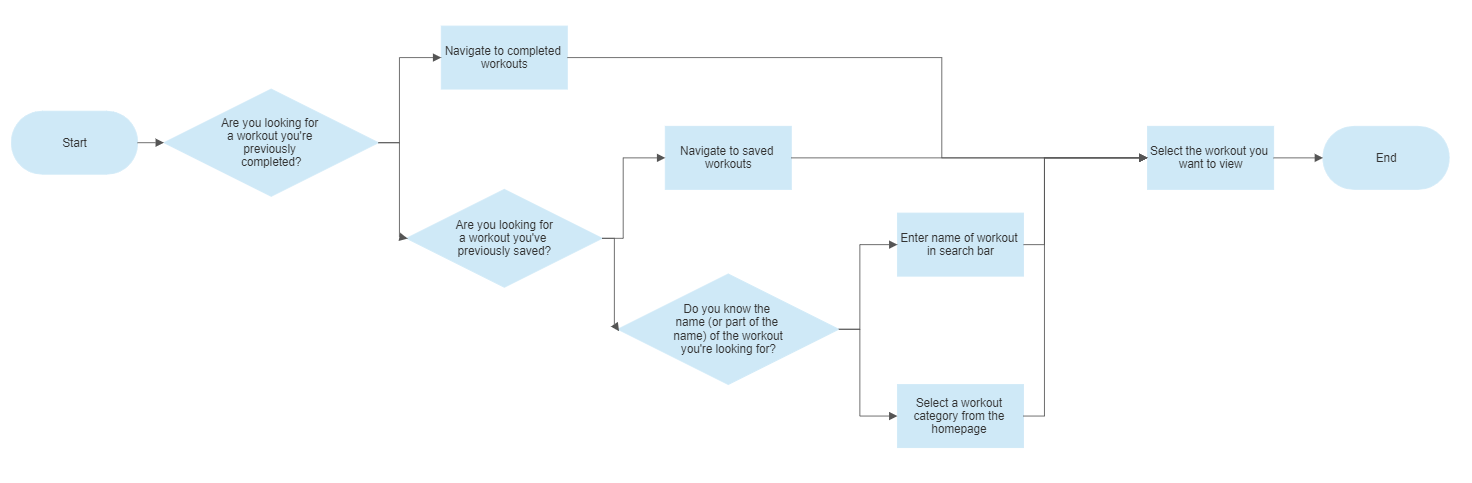 Start
Are you looking for
a workout you're
previously
completed?
Navigate to completed
workouts
Are you looking for
a workout you've
previously saved?
Navigate to saved
workouts
Do you know the
name (or part of the
name) of the workout
you're looking for?
Enter name of workout
in search bar
Select a workout
category from the
homepage
Select the workout you
want to view
End